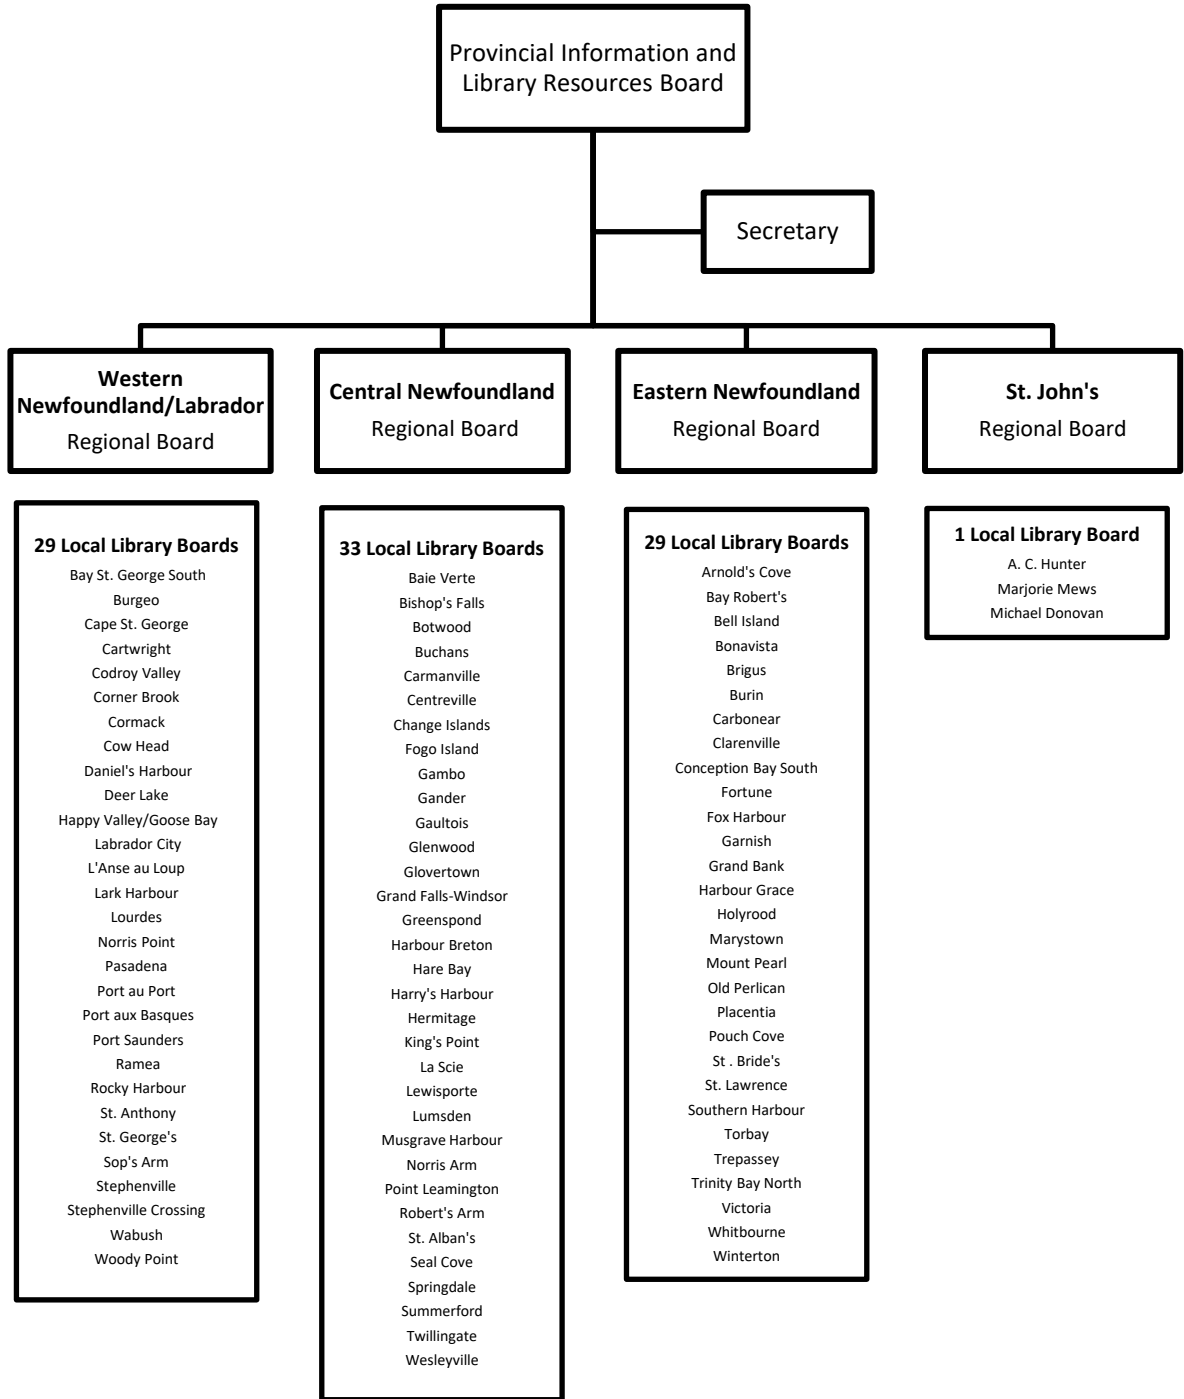 Provincial Information and
Library Resources Board
Secretary
Western
Newfoundland/Labrador
Regional Board
Central Newfoundland
Regional Board
Eastern Newfoundland
Regional Board
St. John's
Regional Board
29 Local Library Boards
Bay St. George South
Burgeo
Cape St. George
Cartwright
Codroy Valley
Corner Brook
Cormack
Cow Head
Daniel's Harbour
Deer Lake
Happy Valley/Goose Bay
Labrador City
L'Anse au Loup
Lark Harbour
Lourdes
Norris Point
Pasadena
Port au Port
Port aux Basques
Port Saunders
Ramea
Rocky Harbour
St. Anthony
St. George's
Sop's Arm
Stephenville
Stephenville Crossing
Wabush
Woody Point
33 Local Library Boards
Baie Verte
Bishop's Falls
Botwood
Buchans
Carmanville
Centreville
Change Islands
Fogo Island
Gambo
Gander
Gaultois
Glenwood
Glovertown
Grand Falls-Windsor
Greenspond
Harbour Breton
Hare Bay
Harry's Harbour
Hermitage
King's Point
La Scie
Lewisporte
Lumsden
Musgrave Harbour
Norris Arm
Point Leamington
Robert's Arm
St. Alban's
Seal Cove
Springdale
Summerford
Twillingate
Wesleyville
29 Local Library Boards
Arnold's Cove
Bay Robert's
Bell Island
Bonavista
Brigus
Burin
Carbonear
Clarenville
Conception Bay South
Fortune
Fox Harbour
Garnish
Grand Bank
Harbour Grace
Holyrood
Marystown
Mount Pearl
Old Perlican
Placentia
Pouch Cove
St . Bride's
St. Lawrence
Southern Harbour
Torbay
Trepassey
Trinity Bay North
Victoria
Whitbourne
Winterton
1 Local Library Board
A. C. Hunter
Marjorie Mews
Michael Donovan